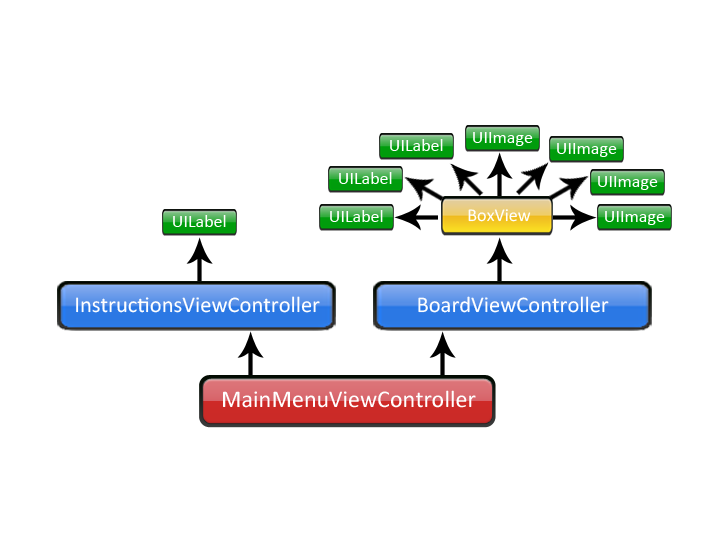 UIImage
UILabel
UIImage
UILabel
UIImage
UILabel
BoxView
UIImage
UILabel
InstructionsViewController
BoardViewController
MainMenuViewController